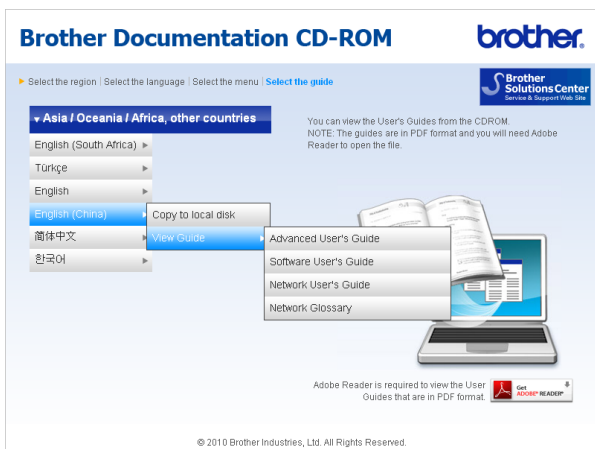 Brother Documentation CD-ROM
brother
Select the region | Select the language | Select the menu | Select the guide
Brother
Solutions Center
Service & Support Web Site
Asia / Oceania / Africa, other countries
You can view the User's Guides from the CDROM.
NOTE: The guides are in PDF format and you will need Adobe
Reader to open the file.
English (South Africa)
Türkçe
English
English (China)
Copy to local disk
简体中文
View Guide
Advanced User's Guide
한국어
Software User's Guide
Network User's Guide
Network Glossary
Adobe Reader is required to view the User
Guides that are in PDF format.
Get
ADOBE® READER®
© 2010 Brother Industries, Ltd. All Rights Reserved.